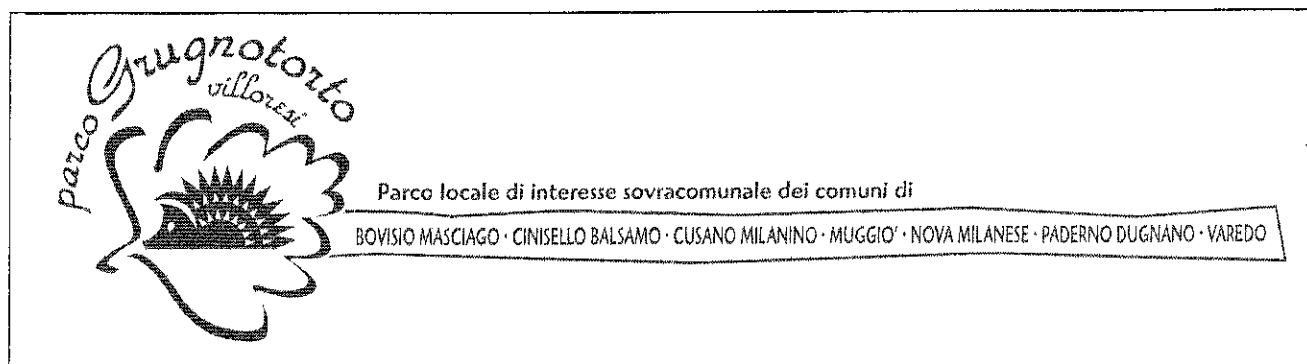 parco Grugnotorto
villoresi
Parco locale di interesse sovracomunale dei comuni di
BOVISIO MASCIAGO · CINISELLO BALSAMO · CUSANO MILANINO · MUGGIO' · NOVA MILANESE · PADERNO DUGNANO · VAREDO